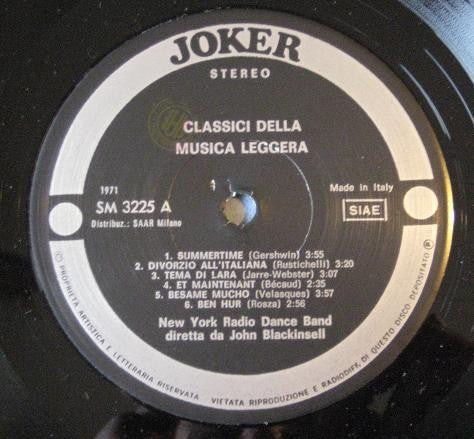 JOKER
STEREO
CLASSICI DELLA
MUSICA LEGGERA
1971
SM 3225 A
Distribuz.: SAAR Milano
Made in Italy
SIAE
1. SUMMERTIME (Gershwin) 3:55
2. DIVORZIO ALL'ITALIANA (Rustichelli) 3:20
3. TEMA DI LARA (Jarre-Webster) 3:07
4. ET MAINTENANT (Bécaud) 2:35
5. BESAME MUCHO (Velasques) 3:57
6. BEN HUR (Rosza) 2:56
New York Radio Dance Band
diretta da John Blackinsell
© PROPRIETA ARTISTICA E LETTERARIA RISERVATA VIETATA RIPRODUZIONE E RADIODIFF. DI QUESTO DISCO DEPOSITATO ℗